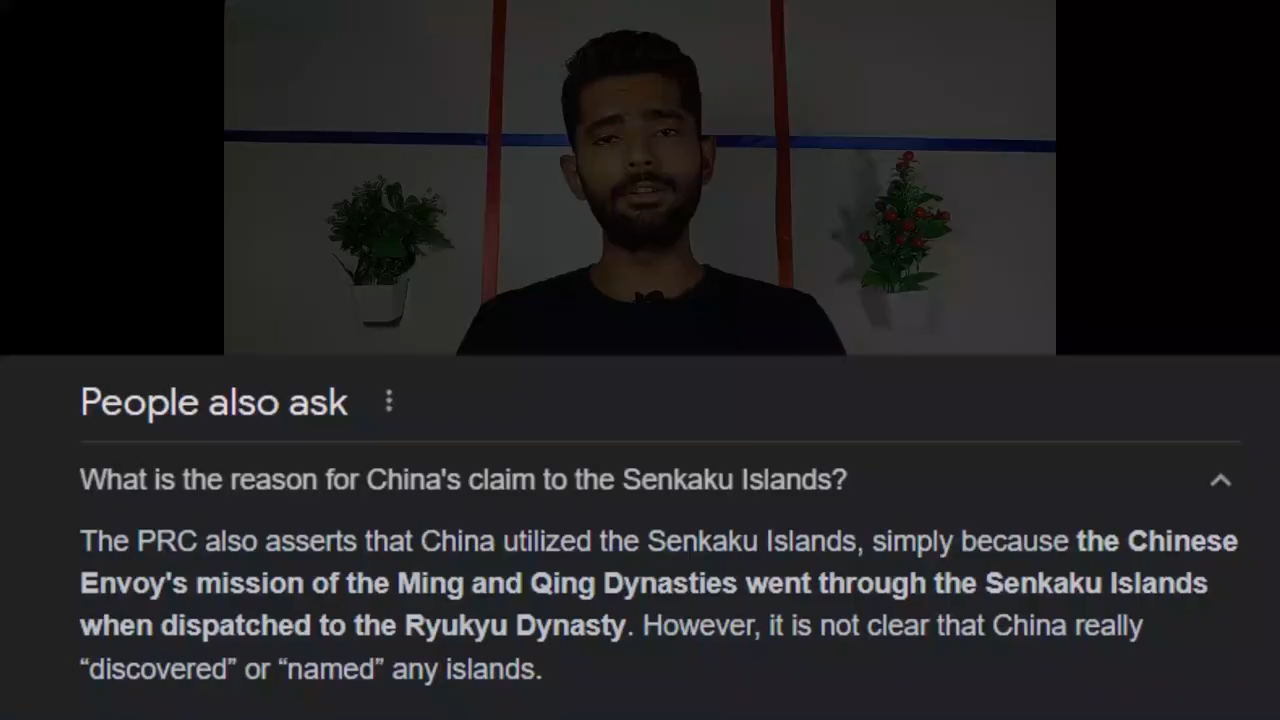 People also ask
What is the reason for China's claim to the Senkaku Islands?
The PRC also asserts that China utilized the Senkaku Islands, simply because the Chinese
Envoy's mission of the Ming and Qing Dynasties went through the Senkaku Islands
when dispatched to the Ryukyu Dynasty. However, it is not clear that China really
“discovered” or “named” any islands.